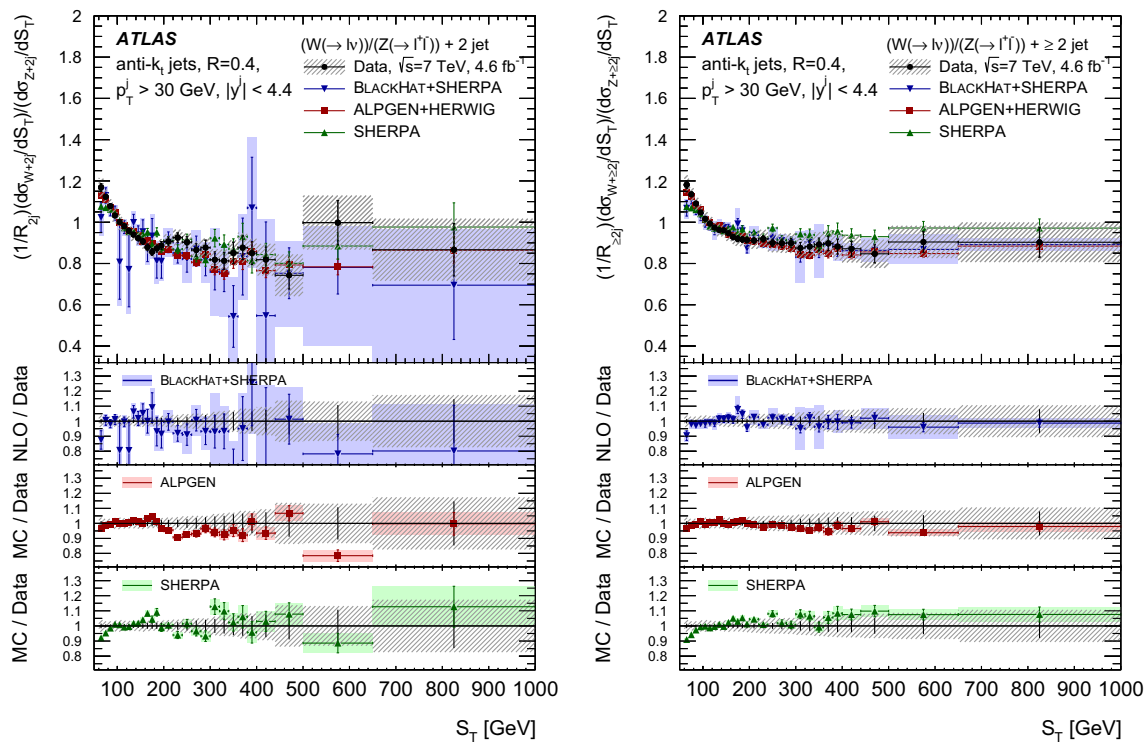 ATLAS
(W(→ lν))/(Z(→ l⁺l⁻)) + 2 jet
anti-kₜ jets, R=0.4,
pʲ_T > 30 GeV, |yʲ| < 4.4
Data, √s=7 TeV, 4.6 fb⁻¹
BLACKHAT+SHERPA
ALPGEN+HERWIG
SHERPA
(1/R_2j)(dσ_W+2j/dS_T)/(dσ_Z+2j/dS_T)
2
1.8
1.6
1.4
1.2
1
0.8
0.6
0.4
BLACKHAT+SHERPA
NLO / Data
1.3
1.2
1.1
1
0.9
0.8
ALPGEN
MC / Data
1.3
1.2
1.1
1
0.9
0.8
SHERPA
MC / Data
1.3
1.2
1.1
1
0.9
0.8
100 200 300 400 500 600 700 800 900 1000
S_T [GeV]
ATLAS
(W(→ lν))/(Z(→ l⁺l⁻)) + ≥ 2 jet
anti-kₜ jets, R=0.4,
pʲ_T > 30 GeV, |yʲ| < 4.4
Data, √s=7 TeV, 4.6 fb⁻¹
BLACKHAT+SHERPA
ALPGEN+HERWIG
SHERPA
(1/R_≥2j)(dσ_W+≥2j/dS_T)/(dσ_Z+≥2j/dS_T)
2
1.8
1.6
1.4
1.2
1
0.8
0.6
0.4
BLACKHAT+SHERPA
NLO / Data
1.3
1.2
1.1
1
0.9
0.8
ALPGEN
MC / Data
1.3
1.2
1.1
1
0.9
0.8
SHERPA
MC / Data
1.3
1.2
1.1
1
0.9
0.8
100 200 300 400 500 600 700 800 900 1000
S_T [GeV]